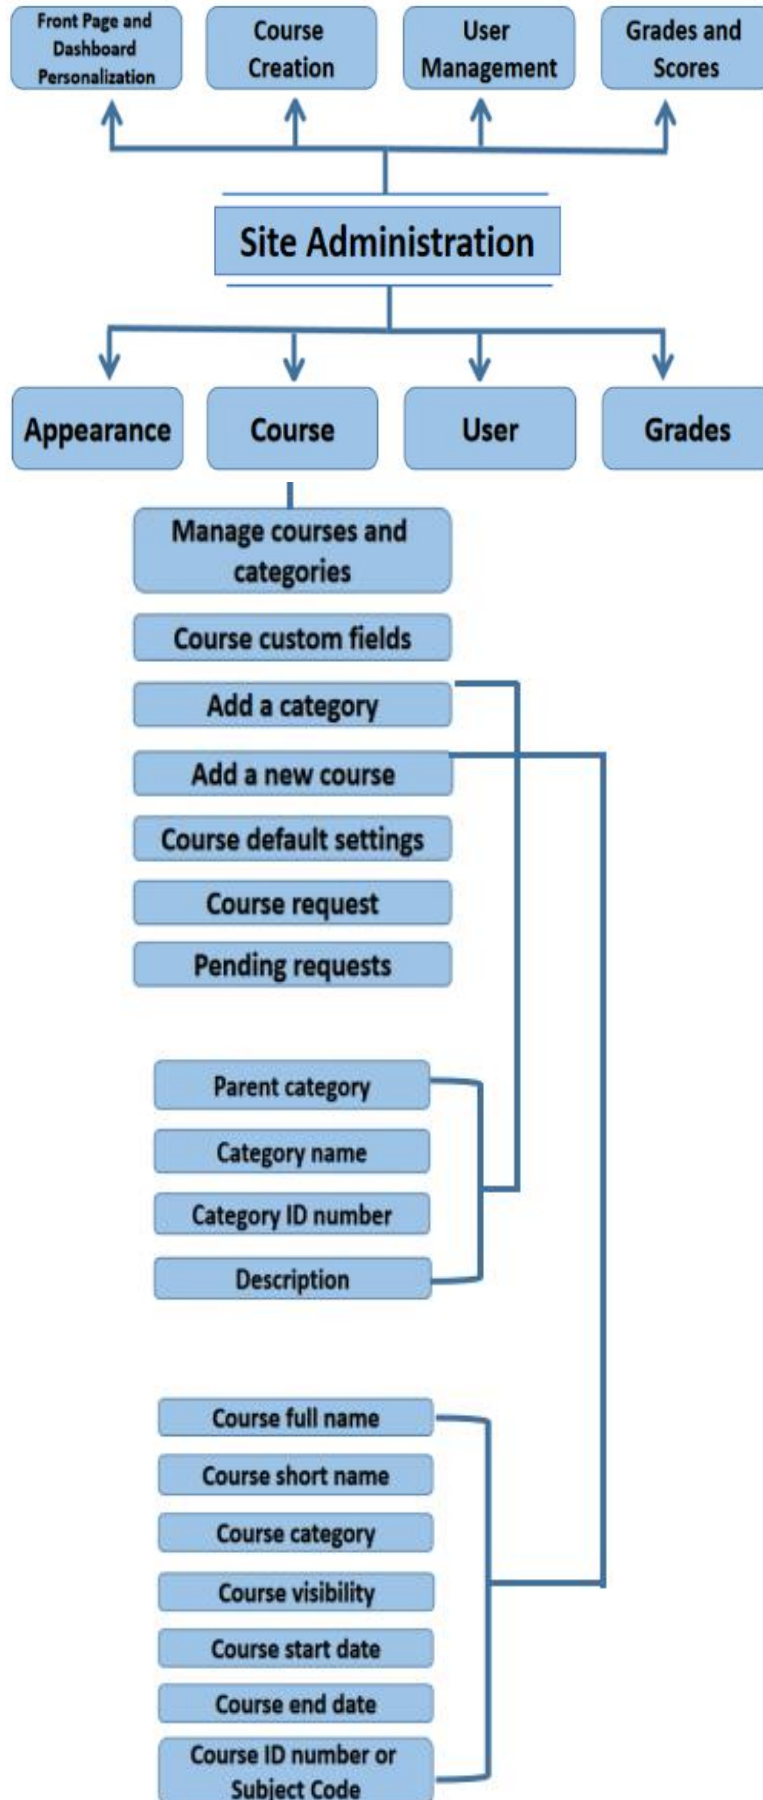 Front Page and
Dashboard
Personalization
Course
Creation
User
Management
Grades and
Scores
Site Administration
Appearance
Course
User
Grades
Manage courses and
categories
Course custom fields
Add a category
Add a new course
Course default settings
Course request
Pending requests
Parent category
Category name
Category ID number
Description
Course full name
Course short name
Course category
Course visibility
Course start date
Course end date
Course ID number or
Subject Code